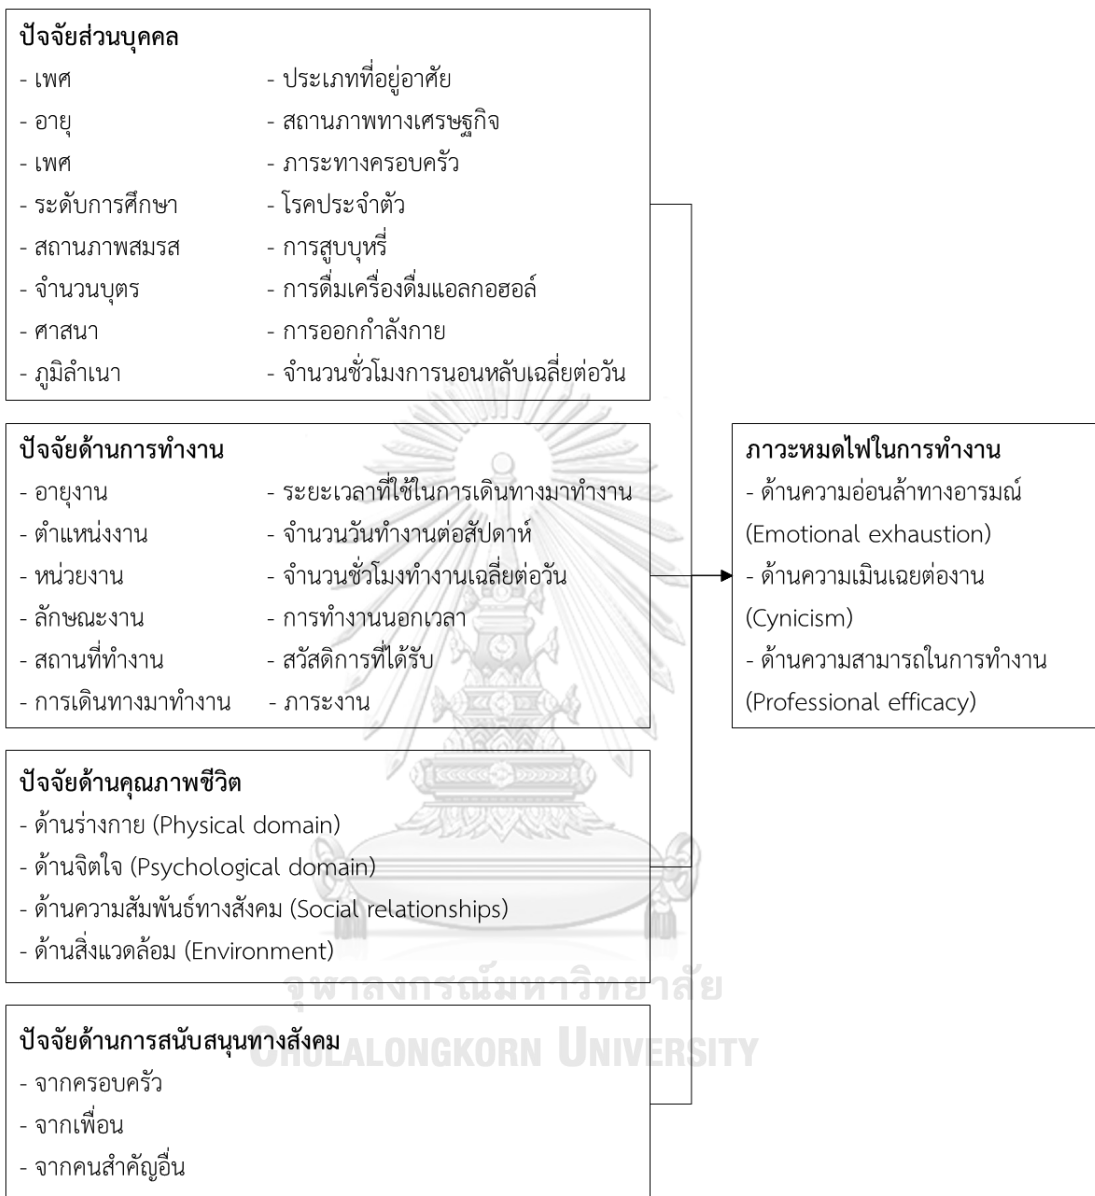 ปัจจัยส่วนบุคคล
- เพศ - ประเภทที่อยู่อาศัย
- อายุ - สถานภาพทางเศรษฐกิจ
- เพศ - ภาระทางครอบครัว
- ระดับการศึกษา - โรคประจำตัว
- สถานภาพสมรส - การสูบบุหรี่
- จำนวนบุตร - การดื่มเครื่องดื่มแอลกอฮอล์
- ศาสนา - การออกกำลังกาย
- ภูมิลำเนา - จำนวนชั่วโมงการนอนหลับเฉลี่ยต่อวัน
ปัจจัยด้านการทำงาน
- อายุงาน - ระยะเวลาที่ใช้ในการเดินทางมาทำงาน
- ตำแหน่งงาน - จำนวนวันทำงานต่อสัปดาห์
- หน่วยงาน - จำนวนชั่วโมงทำงานเฉลี่ยต่อวัน
- ลักษณะงาน - การทำงานนอกเวลา
- สถานที่ทำงาน - สวัสดิการที่ได้รับ
- การเดินทางมาทำงาน - ภาระงาน
ภาวะหมดไฟในการทำงาน
- ด้านความอ่อนล้าทางอารมณ์
(Emotional exhaustion)
- ด้านความเมินเฉยต่องาน
(Cynicism)
- ด้านความสามารถในการทำงาน
(Professional efficacy)
ปัจจัยด้านคุณภาพชีวิต
- ด้านร่างกาย (Physical domain)
- ด้านจิตใจ (Psychological domain)
- ด้านความสัมพันธ์ทางสังคม (Social relationships)
- ด้านสิ่งแวดล้อม (Environment)
จุฬาลงกรณ์มหาวิทยาลัย
CHULALONGKORN UNIVERSITY
ปัจจัยด้านการสนับสนุนทางสังคม
- จากครอบครัว
- จากเพื่อน
- จากคนสำคัญอื่น